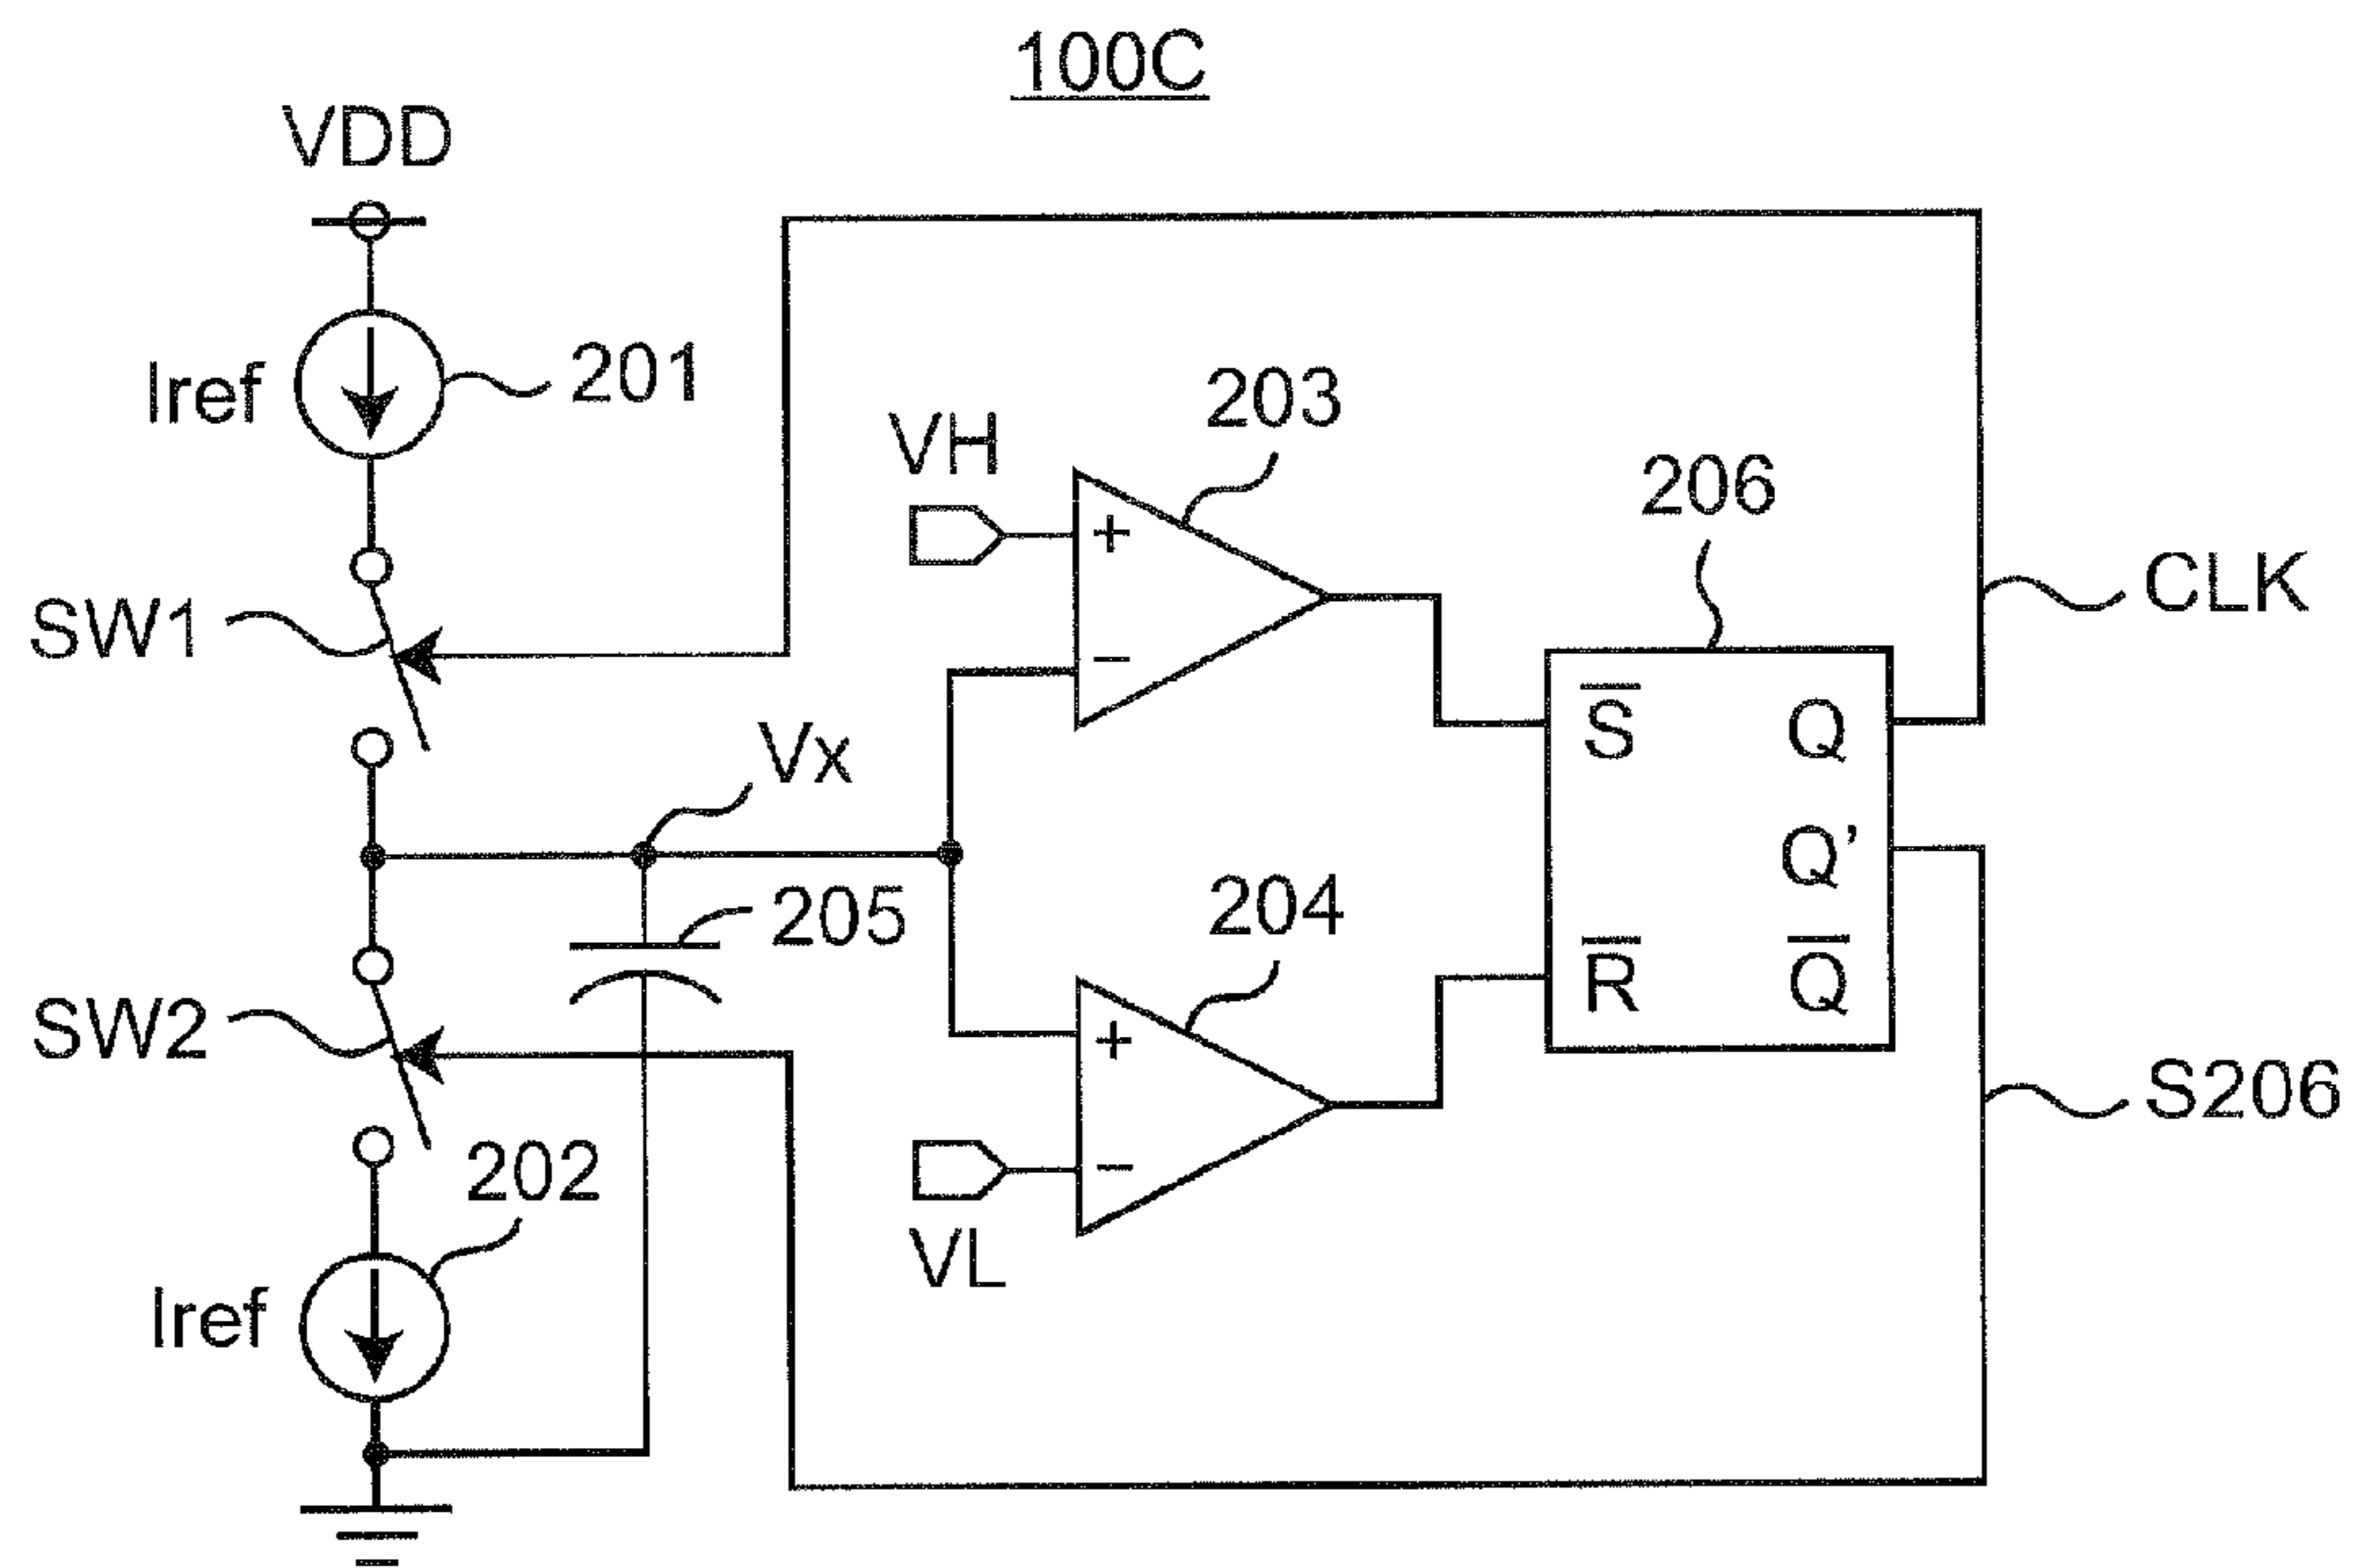 100C
VDD
Iref
201
VH
203
206
CLK
SW1
+
−
Vx
S̅
Q
Q’
205
204
R̅
Q̅
SW2
+
−
S206
202
VL
Iref